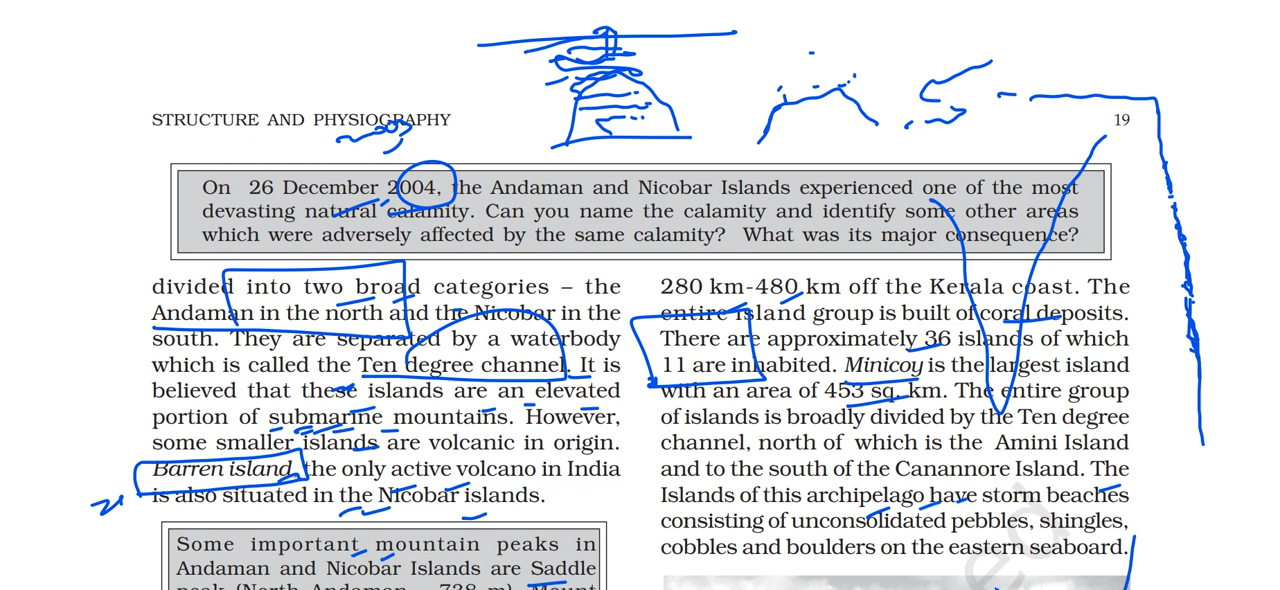 STRUCTURE AND PHYSIOGRAPHY
19
On 26 December 2004, the Andaman and Nicobar Islands experienced one of the most
devasting natural calamity. Can you name the calamity and identify some other areas
which were adversely affected by the same calamity? What was its major consequence?
divided into two broad categories – the
Andaman in the north and the Nicobar in the
south. They are separated by a waterbody
which is called the Ten degree channel. It is
believed that these islands are an elevated
portion of submarine mountains. However,
some smaller islands are volcanic in origin.
Barren island, the only active volcano in India
is also situated in the Nicobar islands.
Some important mountain peaks in
Andaman and Nicobar Islands are Saddle
peak (North Andaman – 738 m), Mount
280 km-480 km off the Kerala coast. The
entire island group is built of coral deposits.
There are approximately 36 islands of which
11 are inhabited. Minicoy is the largest island
with an area of 453 sq. km. The entire group
of islands is broadly divided by the Ten degree
channel, north of which is the Amini Island
and to the south of the Canannore Island. The
Islands of this archipelago have storm beaches
consisting of unconsolidated pebbles, shingles,
cobbles and boulders on the eastern seaboard.